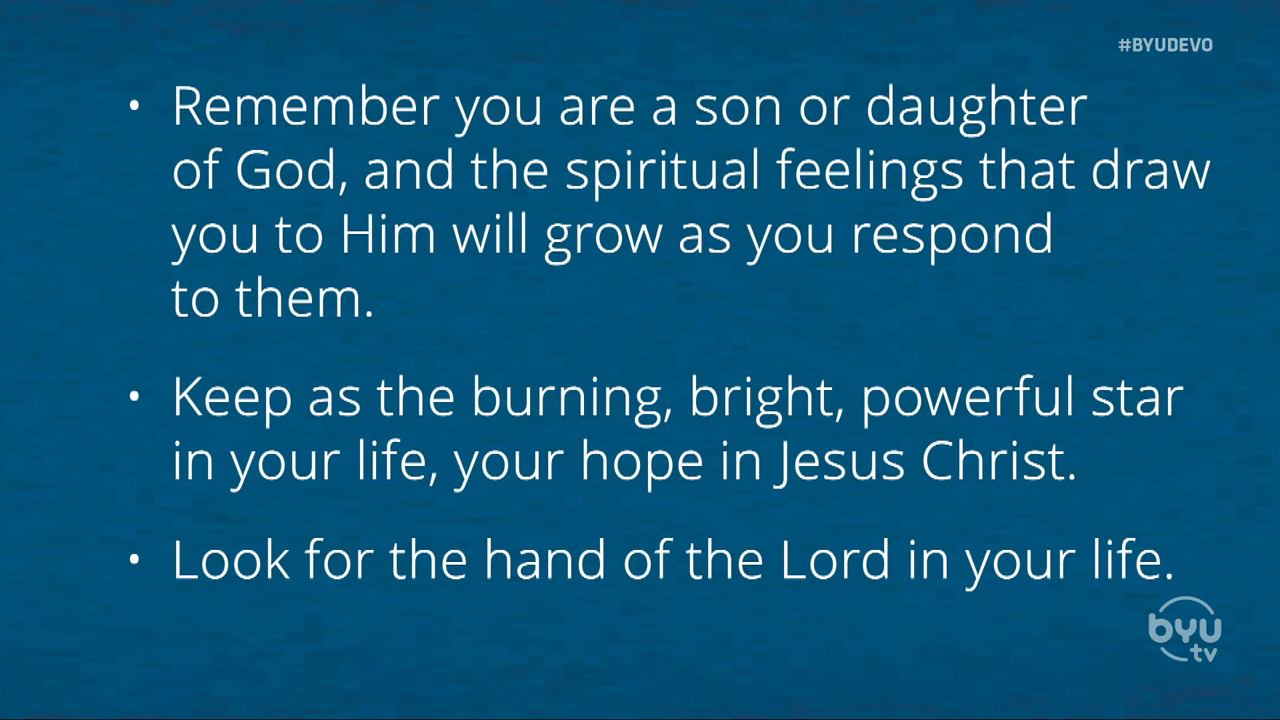 #BYUDEVO
• Remember you are a son or daughter
of God, and the spiritual feelings that draw
you to Him will grow as you respond
to them.
• Keep as the burning, bright, powerful star
in your life, your hope in Jesus Christ.
• Look for the hand of the Lord in your life.
byu
tv